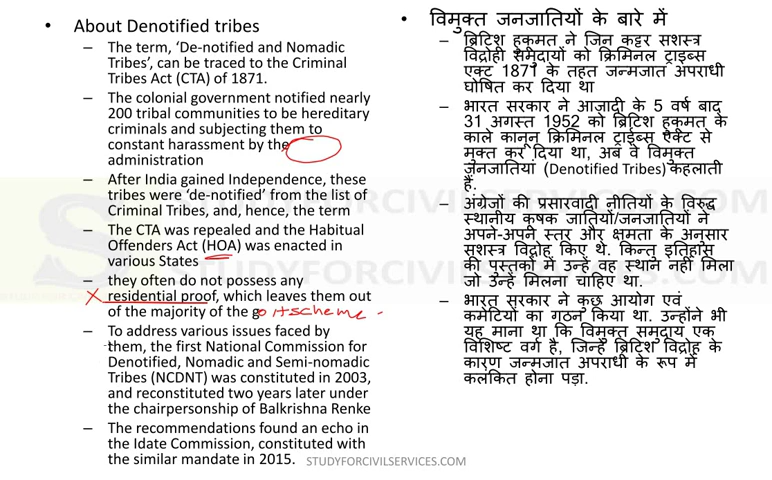 • About Denotified tribes
– The term, ‘De-notified and Nomadic
Tribes’, can be traced to the Criminal
Tribes Act (CTA) of 1871.
– The colonial government notified nearly
200 tribal communities to be hereditary
criminals and subjecting them to
constant harassment by the
administration
– After India gained Independence, these
tribes were ‘de-notified’ from the list of
Criminal Tribes, and, hence, the term
– The CTA was repealed and the Habitual
Offenders Act (HOA) was enacted in
various States
– they often do not possess any
residential proof, which leaves them out
of the majority of the go scheme
– To address various issues faced by
them, the first National Commission for
Denotified, Nomadic and Semi-nomadic
Tribes (NCDNT) was constituted in 2003,
and reconstituted two years later under
the chairpersonship of Balkrishna Renke
– The recommendations found an echo in
the Idate Commission, constituted with
the similar mandate in 2015.
• विमुक्त जनजातियों के बारे में
– ब्रिटिश हुकूमत ने जिन कट्टर सशस्त्र
विद्रोही समुदायों को क्रिमिनल ट्राइब्स
एक्ट 1871 के तहत जन्मजात अपराधी
घोषित कर दिया था
– भारत सरकार ने आज़ादी के 5 वर्ष बाद
31 अगस्त 1952 को ब्रिटिश हुकूमत के
काले कानून क्रिमिनल ट्राईब्स एक्ट से
मुक्त कर दिया था, अब वे विमुक्त
जनजातियां (Denotified Tribes) कहलाती
हैं.
– अंग्रेजों की प्रसारवादी नीतियों के विरुद्ध
स्थानीय कृषक जातियों/जनजातियों ने
अपने-अपने स्तर और क्षमता के अनुसार
सशस्त्र विद्रोह किए थे. किन्तु इतिहास
की पुस्तकों में उन्हें वह स्थान नहीं मिला
जो उन्हें मिलना चाहिए था.
– भारत सरकार ने कुछ आयोग एवं
कमेटियों का गठन किया था. उन्होंने भी
यह माना था कि विमुक्त समुदाय एक
विशिष्ट वर्ग है, जिन्हें ब्रिटिश विद्रोह के
कारण जन्मजात अपराधी के रूप में
कलंकित होना पड़ा.
STUDYFORCIVILSERVICES.COM